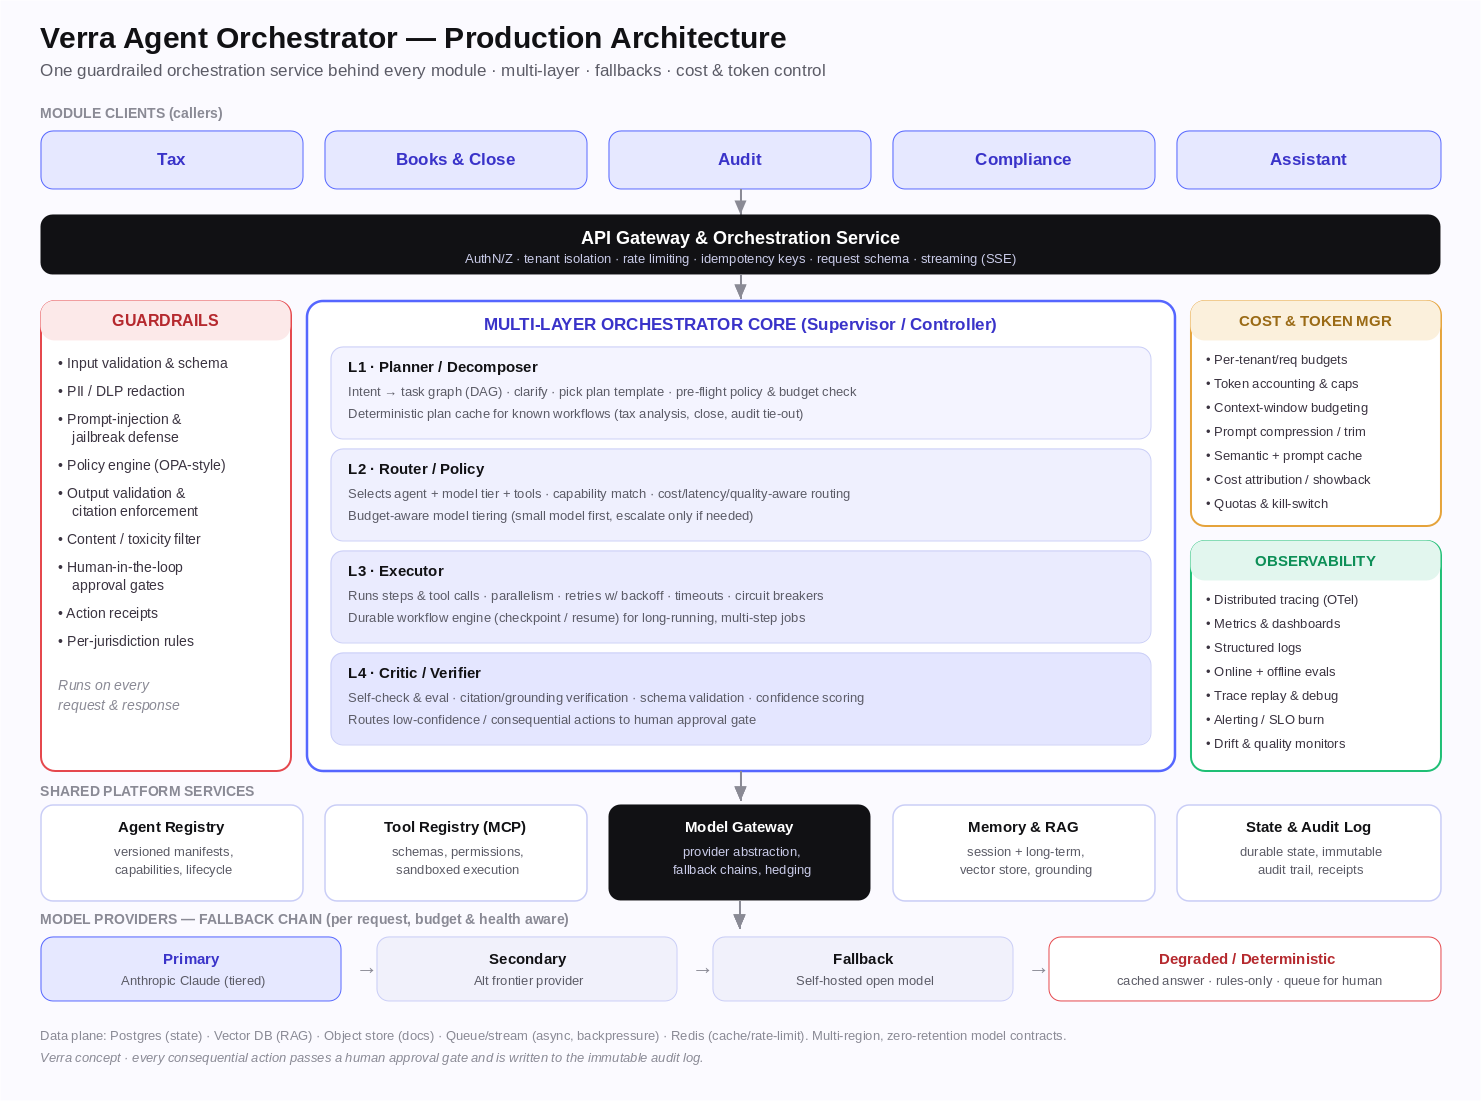 Verra Agent Orchestrator — Production Architecture
One guardrailed orchestration service behind every module · multi-layer · fallbacks · cost & token control
MODULE CLIENTS (callers)
Tax
Books & Close
Audit
Compliance
Assistant
API Gateway & Orchestration Service
AuthN/Z · tenant isolation · rate limiting · idempotency keys · request schema · streaming (SSE)
GUARDRAILS
• Input validation & schema
• PII / DLP redaction
• Prompt-injection &
jailbreak defense
• Policy engine (OPA-style)
• Output validation &
citation enforcement
• Content / toxicity filter
• Human-in-the-loop
approval gates
• Action receipts
• Per-jurisdiction rules
Runs on every
request & response
MULTI-LAYER ORCHESTRATOR CORE (Supervisor / Controller)
L1 · Planner / Decomposer
Intent → task graph (DAG) · clarify · pick plan template · pre-flight policy & budget check
Deterministic plan cache for known workflows (tax analysis, close, audit tie-out)
L2 · Router / Policy
Selects agent + model tier + tools · capability match · cost/latency/quality-aware routing
Budget-aware model tiering (small model first, escalate only if needed)
L3 · Executor
Runs steps & tool calls · parallelism · retries w/ backoff · timeouts · circuit breakers
Durable workflow engine (checkpoint / resume) for long-running, multi-step jobs
L4 · Critic / Verifier
Self-check & eval · citation/grounding verification · schema validation · confidence scoring
Routes low-confidence / consequential actions to human approval gate
COST & TOKEN MGR
• Per-tenant/req budgets
• Token accounting & caps
• Context-window budgeting
• Prompt compression / trim
• Semantic + prompt cache
• Cost attribution / showback
• Quotas & kill-switch
OBSERVABILITY
• Distributed tracing (OTel)
• Metrics & dashboards
• Structured logs
• Online + offline evals
• Trace replay & debug
• Alerting / SLO burn
• Drift & quality monitors
SHARED PLATFORM SERVICES
Agent Registry
versioned manifests,
capabilities, lifecycle
Tool Registry (MCP)
schemas, permissions,
sandboxed execution
Model Gateway
provider abstraction,
fallback chains, hedging
Memory & RAG
session + long-term,
vector store, grounding
State & Audit Log
durable state, immutable
audit trail, receipts
MODEL PROVIDERS — FALLBACK CHAIN (per request, budget & health aware)
Primary
Anthropic Claude (tiered)
→
Secondary
Alt frontier provider
→
Fallback
Self-hosted open model
→
Degraded / Deterministic
cached answer · rules-only · queue for human
Data plane: Postgres (state) · Vector DB (RAG) · Object store (docs) · Queue/stream (async, backpressure) · Redis (cache/rate-limit). Multi-region, zero-retention model contracts.
Verra concept · every consequential action passes a human approval gate and is written to the immutable audit log.